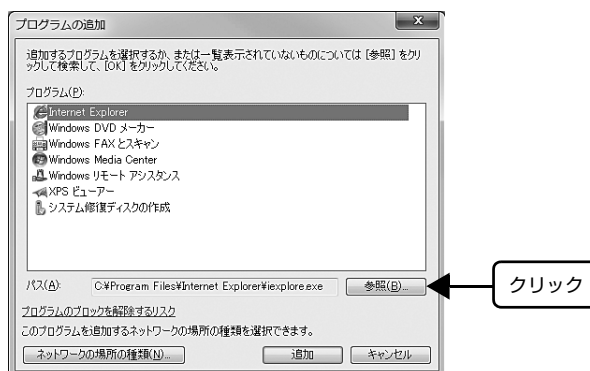 プログラムの追加
x
追加するプログラムを選択するか、または一覧表示されていないものについては [参照] をクリ
ックして検索して、[OK] をクリックしてください。
プログラム(P):
Internet Explorer
Windows DVD メーカー
Windows FAX とスキャン
Windows Media Center
Windows リモート アシスタンス
XPS ビューアー
システム修復ディスクの作成
パス(A): C:¥Program Files¥Internet Explorer¥iexplore.exe 参照(B)...
クリック
プログラムのブロックを解除するリスク
このプログラムを追加するネットワークの場所の種類を選択できます。
ネットワークの場所の種類(N)... 追加 キャンセル